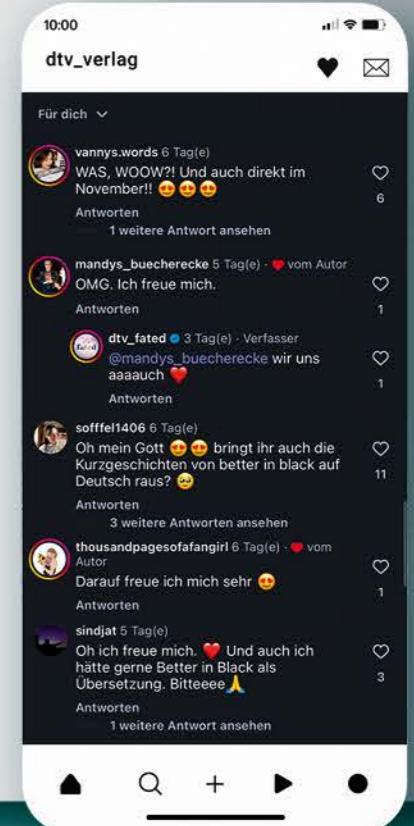 10:00
dtv_verlag
Für dich
vannys.words 6 Tag(e)
WAS, WOOW?! Und auch direkt im
November!! 😍😍😍
6
Antworten
1 weitere Antwort ansehen
mandys_buecherecke 5 Tag(e) · ❤️ vom Autor
OMG. Ich freue mich.
1
Antworten
dtv_fated 3 Tag(e) · Verfasser
@mandys_buecherecke wir uns
aaaauch ❤️
1
Antworten
sofffel1406 6 Tag(e)
Oh mein Gott 😍😍 bringt ihr auch die
Kurzgeschichten von better in black auf
Deutsch raus? 🥹
11
Antworten
3 weitere Antworten ansehen
thousandpagesofafangirl 6 Tag(e) · ❤️ vom
Autor
Darauf freue ich mich sehr 😍
1
Antworten
sindjat 5 Tag(e)
Oh ich freue mich. ❤️ Und auch ich
hätte gerne Better in Black als
Übersetzung. Bitteeee🙏
3
Antworten
1 weitere Antwort ansehen